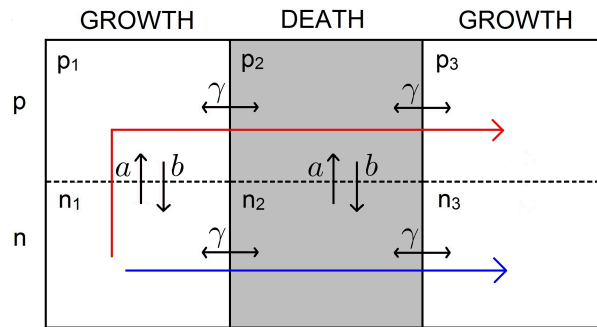 GROWTH DEATH GROWTH
p₁ p₂ p₃
γ γ
p
a b a b
n₁ n₂ n₃
n
γ γ